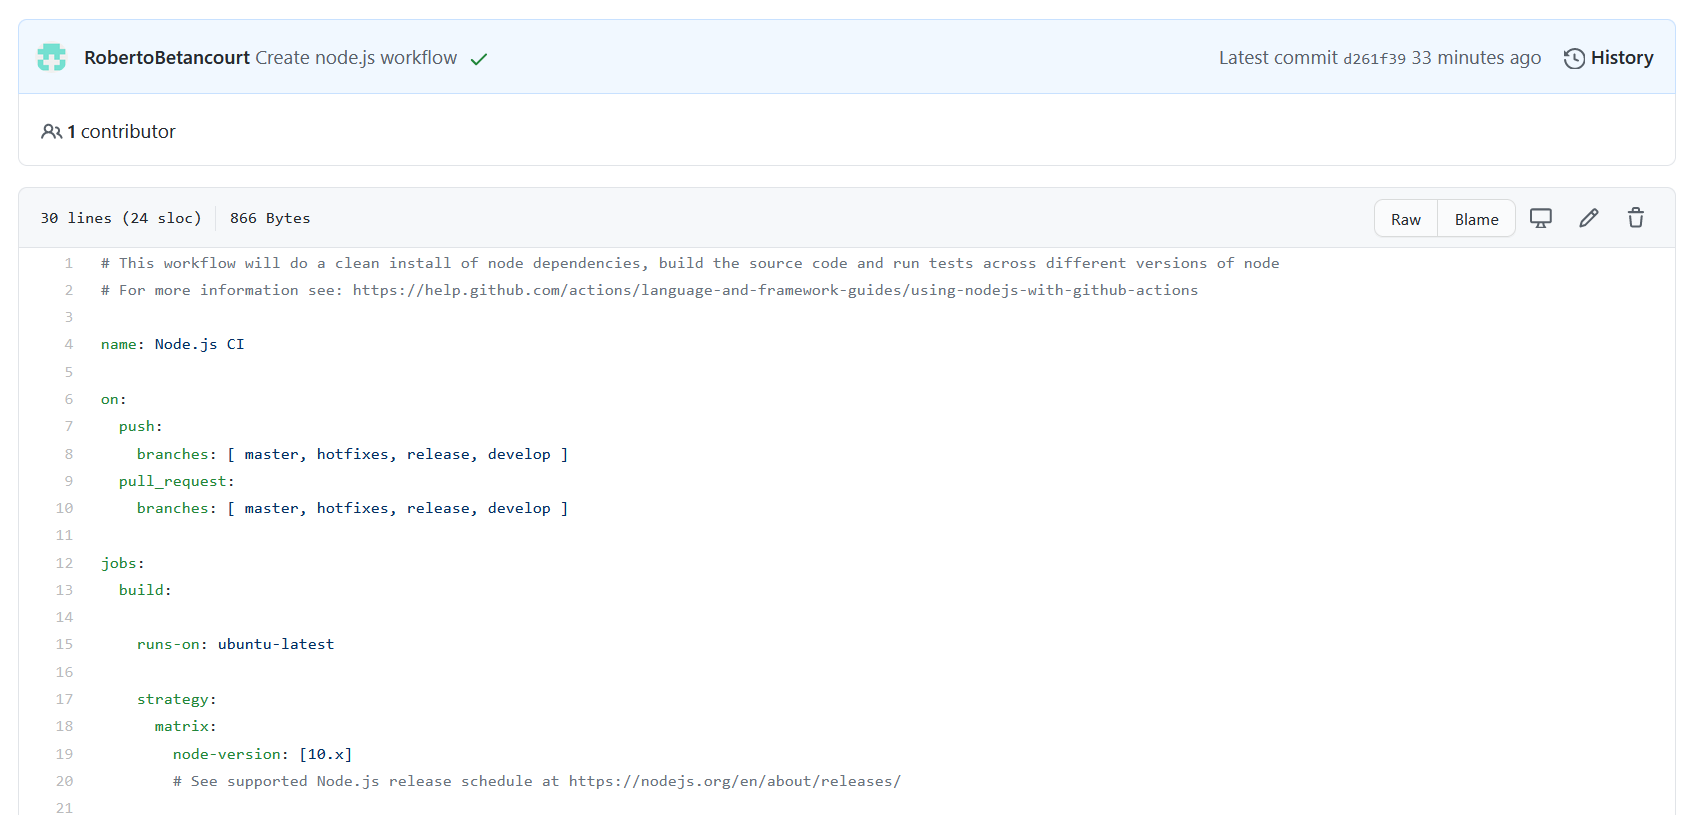 RobertoBetancourt Create node.js workflow Latest commit d261f39 33 minutes ago History
1 contributor
30 lines (24 sloc) 866 Bytes Raw Blame
1 # This workflow will do a clean install of node dependencies, build the source code and run tests across different versions of node
2 # For more information see: https://help.github.com/actions/language-and-framework-guides/using-nodejs-with-github-actions
3
4 name: Node.js CI
5
6 on:
7   push:
8     branches: [ master, hotfixes, release, develop ]
9   pull_request:
10     branches: [ master, hotfixes, release, develop ]
11
12 jobs:
13   build:
14
15     runs-on: ubuntu-latest
16
17     strategy:
18       matrix:
19         node-version: [10.x]
20         # See supported Node.js release schedule at https://nodejs.org/en/about/releases/
21